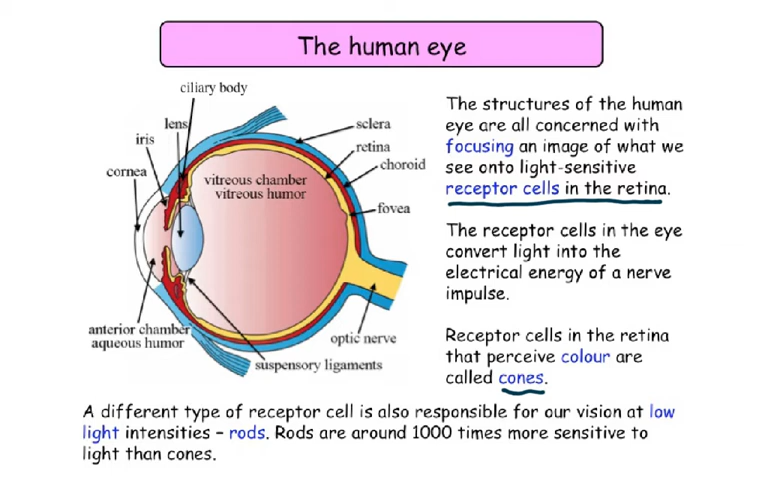 The human eye
ciliary body
lens
iris
cornea
sclera
retina
choroid
vitreous chamber
vitreous humor
fovea
anterior chamber
aqueous humor
optic nerve
suspensory ligaments
The structures of the human
eye are all concerned with
focusing an image of what we
see onto light-sensitive
receptor cells in the retina.
The receptor cells in the eye
convert light into the
electrical energy of a nerve
impulse.
Receptor cells in the retina
that perceive colour are
called cones.
A different type of receptor cell is also responsible for our vision at low
light intensities – rods. Rods are around 1000 times more sensitive to
light than cones.